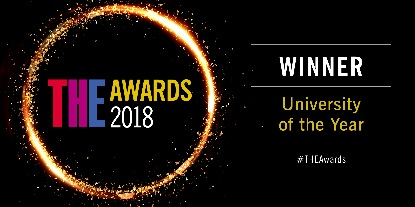 THE AWARDS
2018
WINNER
University
of the Year
#THEAwards